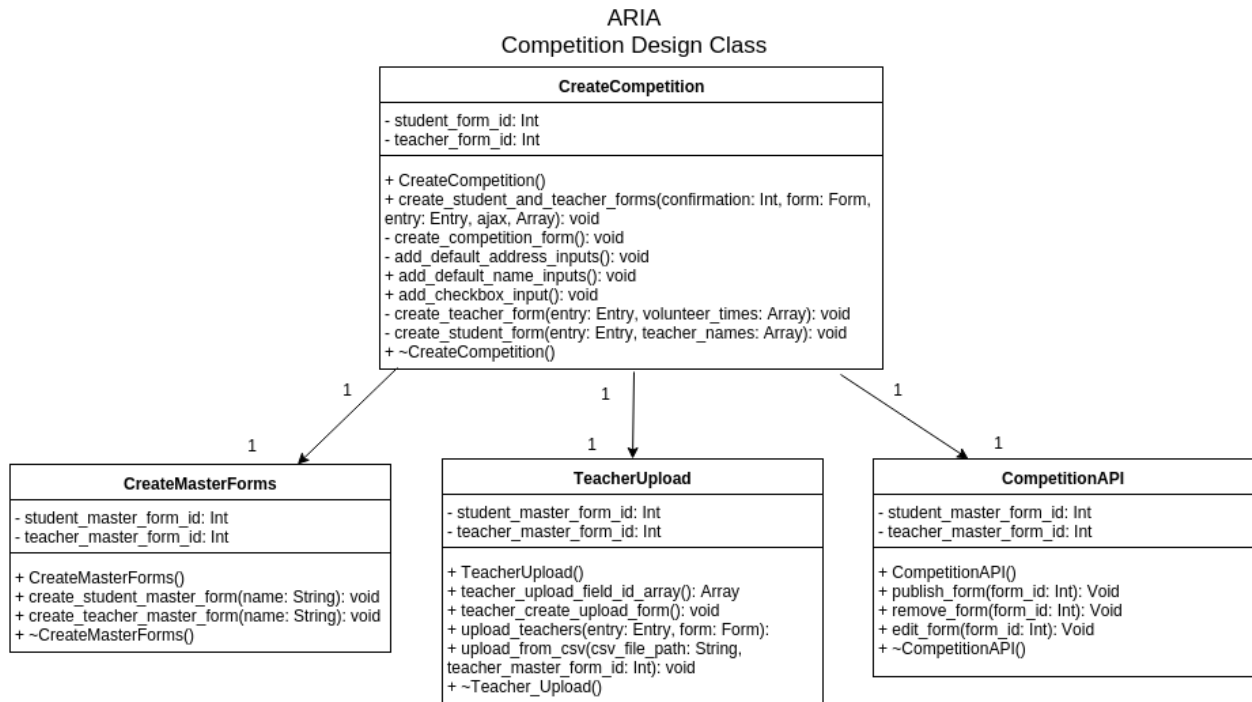 ARIA
Competition Design Class
CreateCompetition
- student_form_id: Int
- teacher_form_id: Int
+ CreateCompetition()
+ create_student_and_teacher_forms(confirmation: Int, form: Form,
entry: Entry, ajax, Array): void
- create_competition_form(): void
- add_default_address_inputs(): void
+ add_default_name_inputs(): void
+ add_checkbox_input(): void
- create_teacher_form(entry: Entry, volunteer_times: Array): void
- create_student_form(entry: Entry, teacher_names: Array): void
+ ~CreateCompetition()
1
1
1
1
1
1
CreateMasterForms
- student_master_form_id: Int
- teacher_master_form_id: Int
+ CreateMasterForms()
+ create_student_master_form(name: String): void
+ create_teacher_master_form(name: String): void
+ ~CreateMasterForms()
TeacherUpload
- student_master_form_id: Int
- teacher_master_form_id: Int
+ TeacherUpload()
+ teacher_upload_field_id_array(): Array
+ teacher_create_upload_form(): void
+ upload_teachers(entry: Entry, form: Form):
+ upload_from_csv(csv_file_path: String,
teacher_master_form_id: Int): void
+ ~Teacher_Upload()
CompetitionAPI
- student_master_form_id: Int
- teacher_master_form_id: Int
+ CompetitionAPI()
+ publish_form(form_id: Int): Void
+ remove_form(form_id: Int): Void
+ edit_form(form_id: Int): Void
+ ~CompetitionAPI()